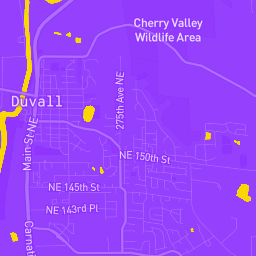 Cherry Valley
Wildlife Area
275th Ave NE
Duvall
Main St NE
NE 150th St
NE 145th St
NE 143rd Pl
Carnati